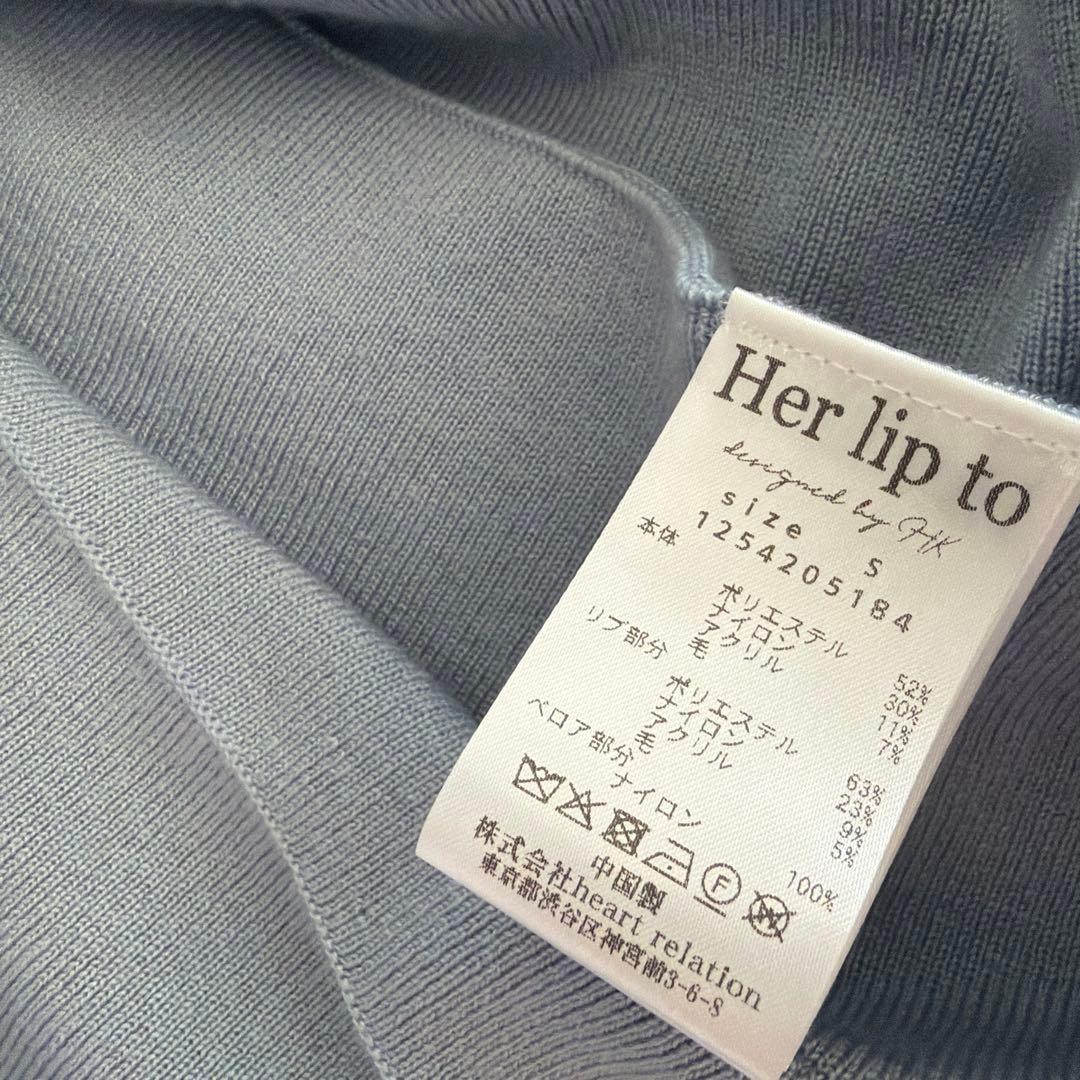 Her lip to
designed by HK
size S
1254205184
本体
ポリエステル 52%
ナイロン 30%
アクリル 11%
毛 7%
リブ部分
ポリエステル 63%
ナイロン 23%
アクリル 9%
毛 5%
ベロア部分
ナイロン 100%
F
W
中国製
株式会社heart relation
東京都渋谷区神宮前3-6-8